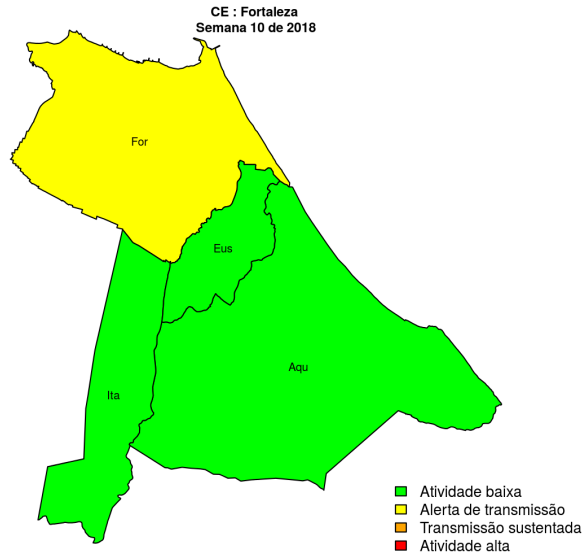 CE : Fortaleza
Semana 10 de 2018
For
Eus
Aqu
Ita
Atividade baixa
Alerta de transmissão
Transmissão sustentada
Atividade alta